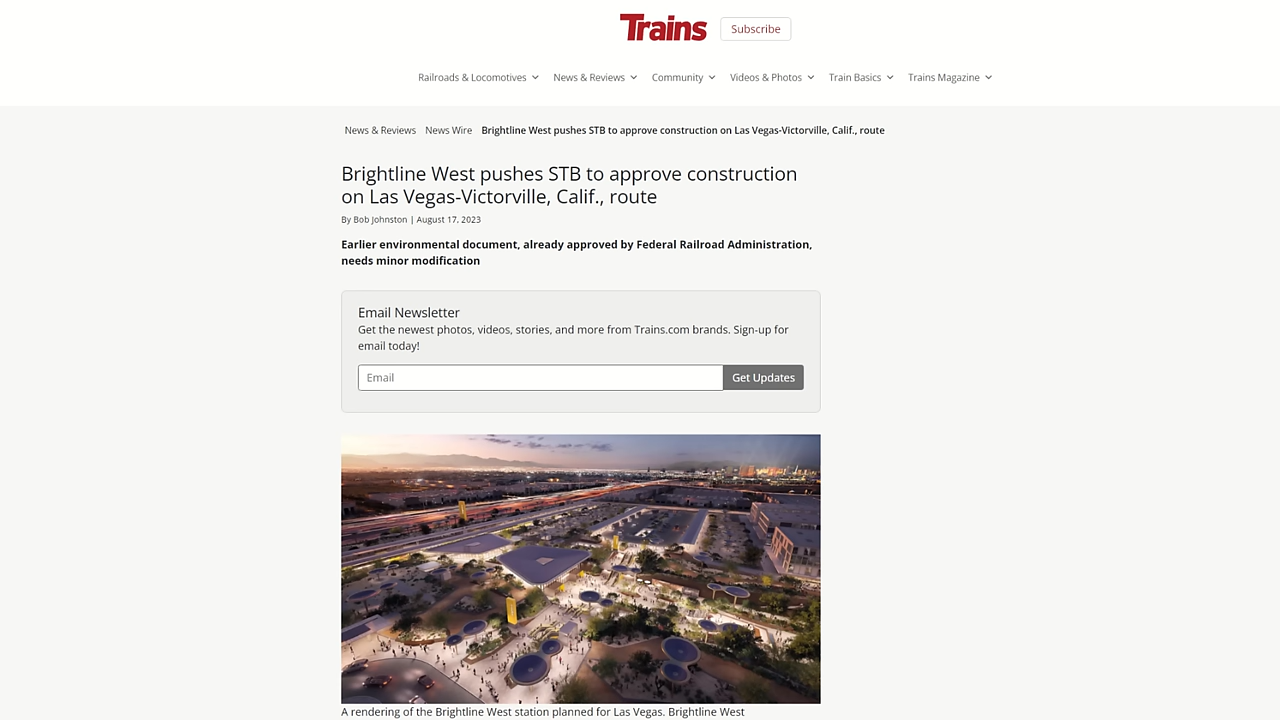 Trains
Subscribe
Railroads & Locomotives News & Reviews Community Videos & Photos Train Basics Trains Magazine
News & Reviews News Wire Brightline West pushes STB to approve construction on Las Vegas-Victorville, Calif., route
Brightline West pushes STB to approve construction
on Las Vegas-Victorville, Calif., route
By Bob Johnston | August 17, 2023
Earlier environmental document, already approved by Federal Railroad Administration,
needs minor modification
Email Newsletter
Get the newest photos, videos, stories, and more from Trains.com brands. Sign-up for
email today!
Email
Get Updates
A rendering of the Brightline West station planned for Las Vegas. Brightline West